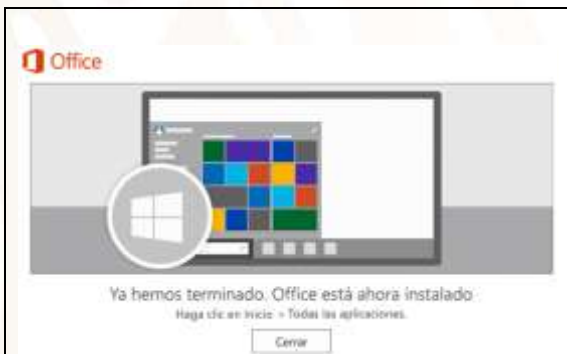 Office
Ya hemos terminado. Office está ahora instalado
Haga clic en Inicio > Todas las aplicaciones.
Cerrar